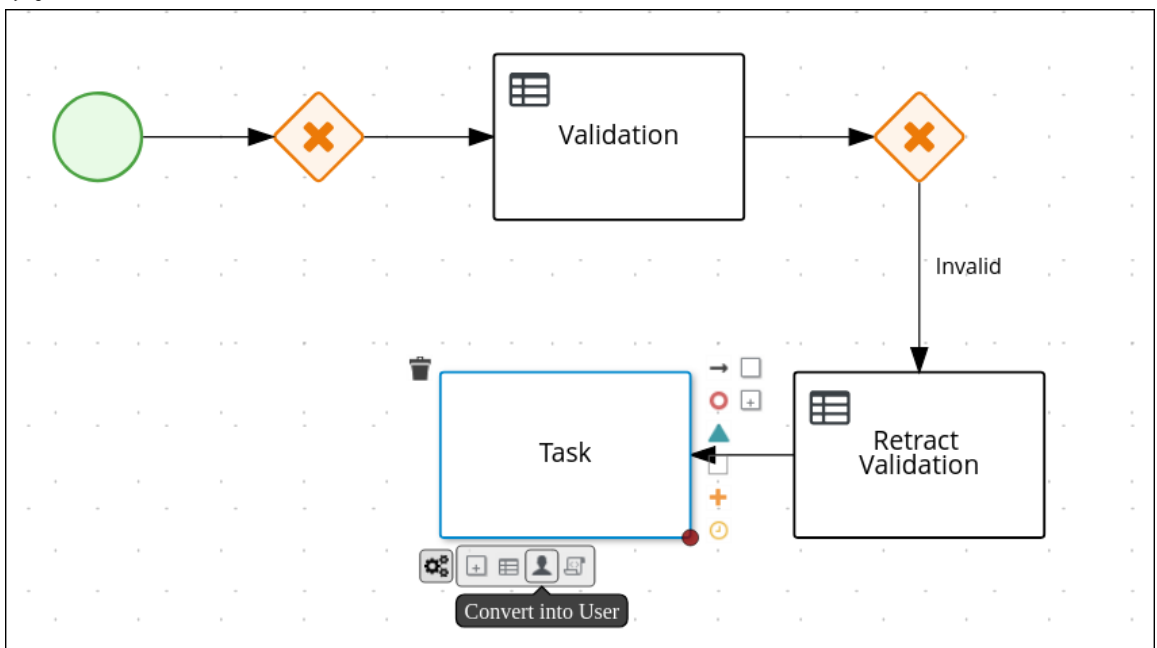 Validation
Invalid
Task
Retract
Validation
Convert into User